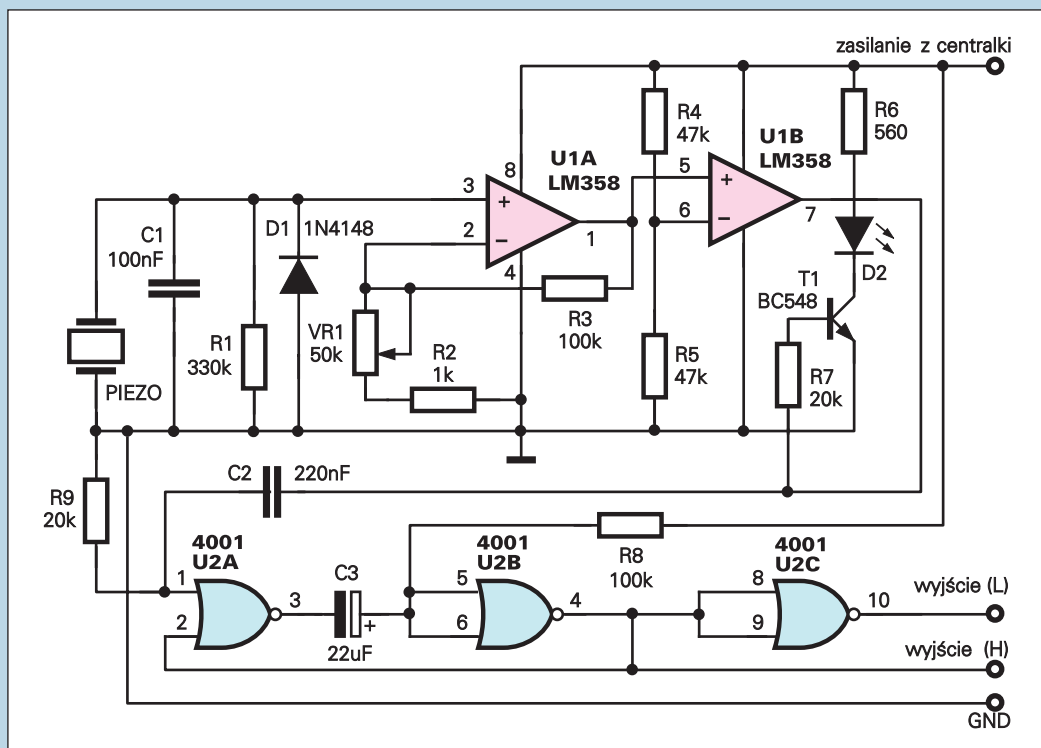 zasilanie z centralki
R4
47k
R6
560
U1A
LM358
U1B
LM358
8
3
+
2
−
1
4
5
+
6
−
7
C1
100nF
D1 1N4148
D2
T1
BC548
R3
100k
VR1
50k
R2
1k
R1
330k
R5
47k
R7
20k
PIEZO
C2 220nF
R9
20k
4001
U2A
1
2
3
C3
+
22uF
4001
U2B
5
6
4
R8
100k
4001
U2C
8
9
10
wyjście (L)
wyjście (H)
GND